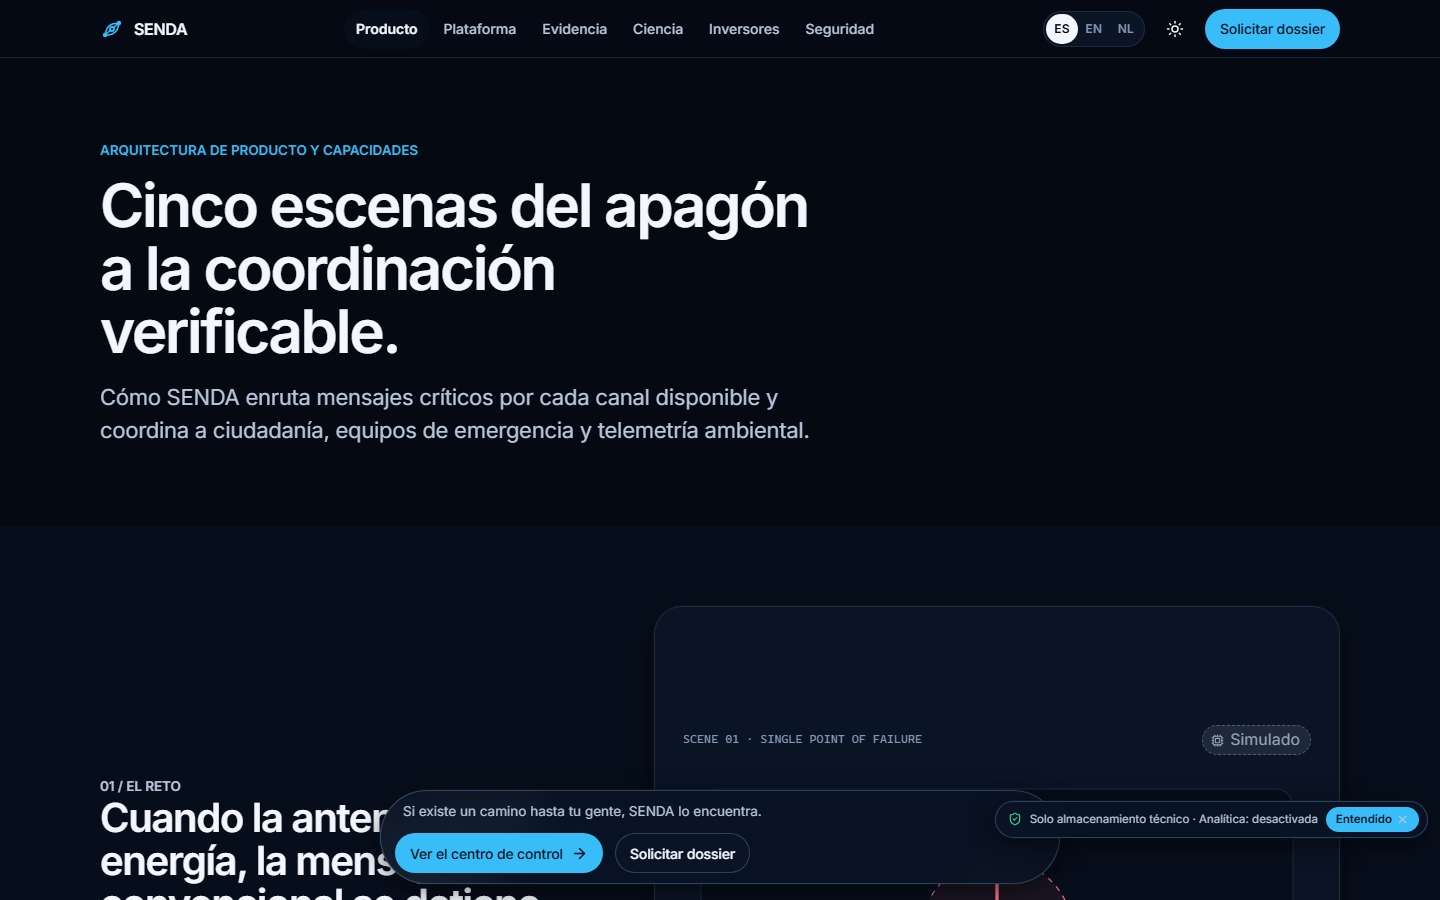 SENDA
Producto
Plataforma
Evidencia
Ciencia
Inversores
Seguridad
ES EN NL
Solicitar dossier
ARQUITECTURA DE PRODUCTO Y CAPACIDADES
Cinco escenas del apagón
a la coordinación
verificable.
Cómo SENDA enruta mensajes críticos por cada canal disponible y
coordina a ciudadanía, equipos de emergencia y telemetría ambiental.
SCENE 01 · SINGLE POINT OF FAILURE
Simulado
01 / EL RETO
Cuando la
energía, la
convencional se
Si existe un camino hasta tu gente, SENDA lo encuentra.
Ver el centro de control
Solicitar dossier
Solo almacenamiento técnico · Analítica: desactivada
Entendido